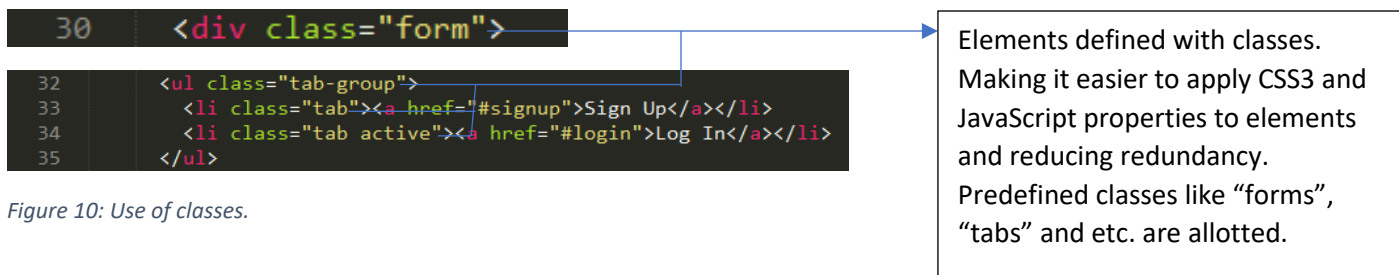 30 <div class="form">
32 <ul class="tab-group">
33 <li class="tab"><a href="#signup">Sign Up</a></li>
34 <li class="tab active"><a href="#login">Log In</a></li>
35 </ul>
Figure 10: Use of classes.
Elements defined with classes.
Making it easier to apply CSS3 and
JavaScript properties to elements
and reducing redundancy.
Predefined classes like “forms”,
“tabs” and etc. are allotted.